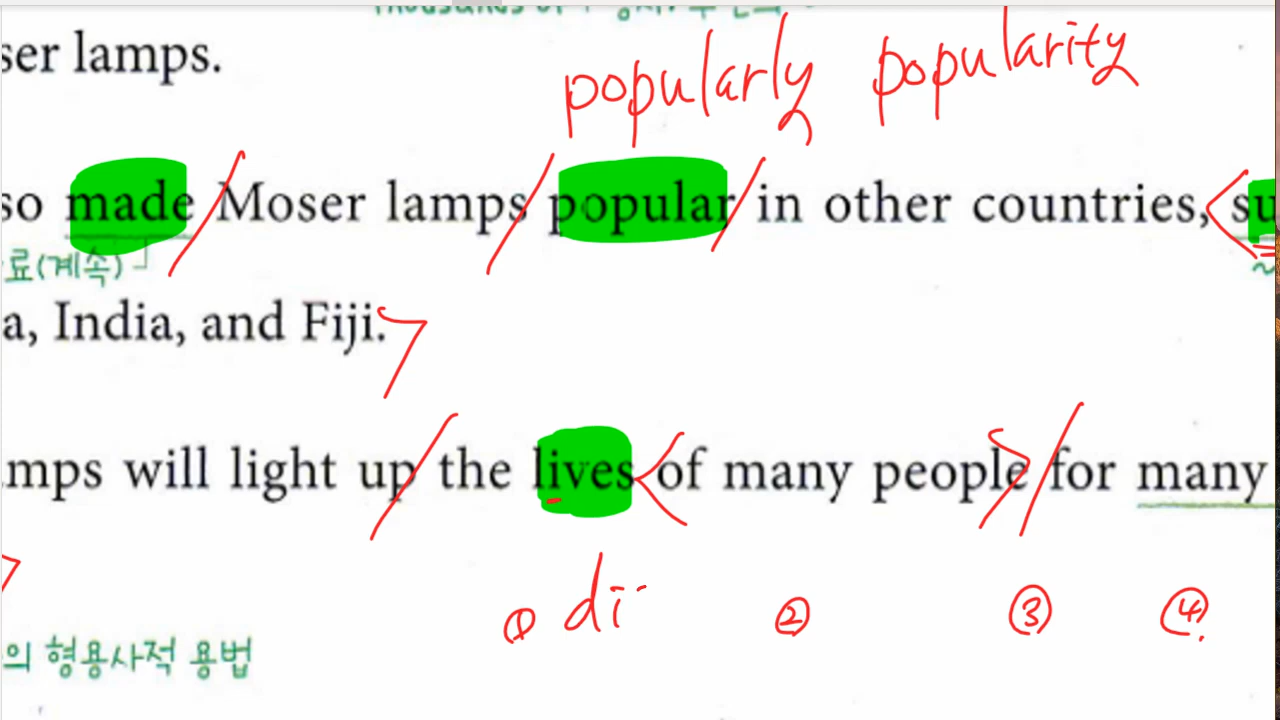 ser lamps.
popularly popularity
so made Moser lamps popular in other countries, su
료(계속)
a, India, and Fiji.
mps will light up the lives of many people for many
① di ② ③ ④
의 형용사적 용법